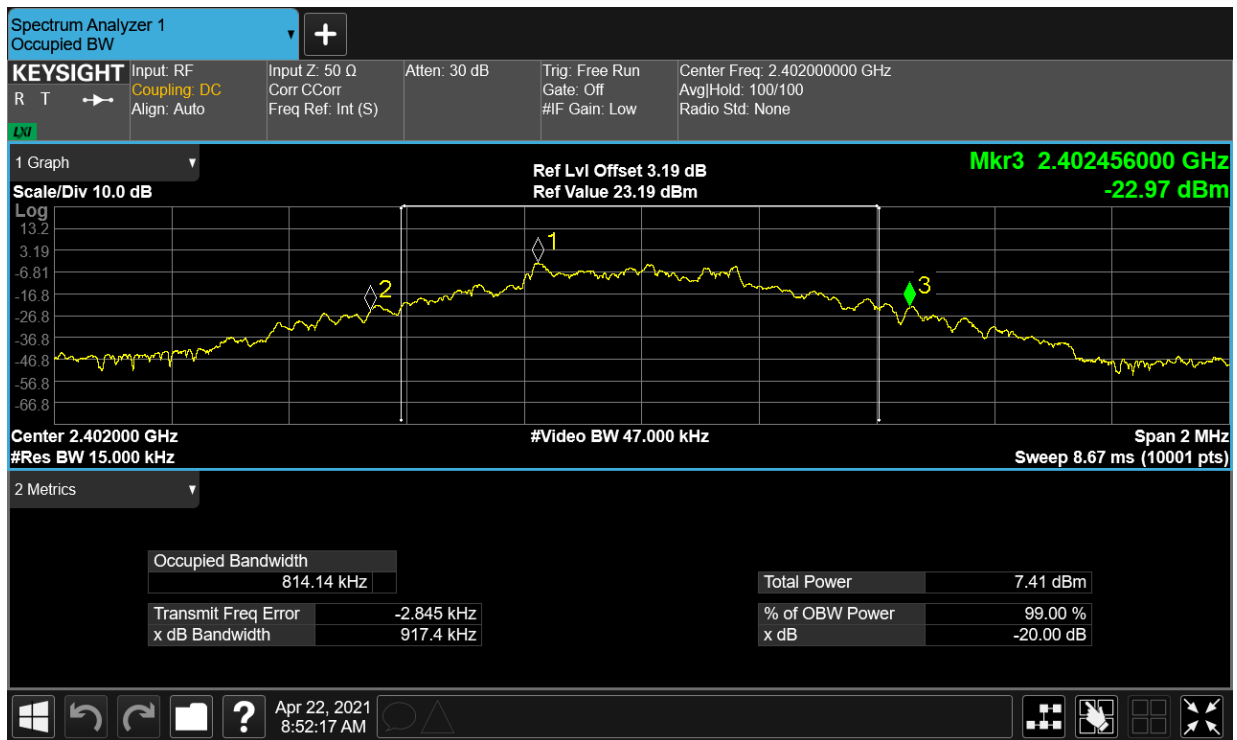 Spectrum Analyzer 1
Occupied BW
+
KEYSIGHT Input: RF Input Z: 50 Ω Atten: 30 dB Trig: Free Run Center Freq: 2.402000000 GHz
R T Coupling: DC Corr CCorr Gate: Off Avg|Hold: 100/100
Align: Auto Freq Ref: Int (S) #IF Gain: Low Radio Std: None
LXI
1 Graph Ref Lvl Offset 3.19 dB Mkr3 2.402456000 GHz
Scale/Div 10.0 dB Ref Value 23.19 dBm -22.97 dBm
Log
13.2
3.19
-6.81
-16.8
-26.8
-36.8
-46.8
-56.8
-66.8
1
2
3
Center 2.402000 GHz #Video BW 47.000 kHz Span 2 MHz
#Res BW 15.000 kHz Sweep 8.67 ms (10001 pts)
2 Metrics
Occupied Bandwidth
814.14 kHz Total Power 7.41 dBm
Transmit Freq Error -2.845 kHz % of OBW Power 99.00 %
x dB Bandwidth 917.4 kHz x dB -20.00 dB
? Apr 22, 2021
8:52:17 AM